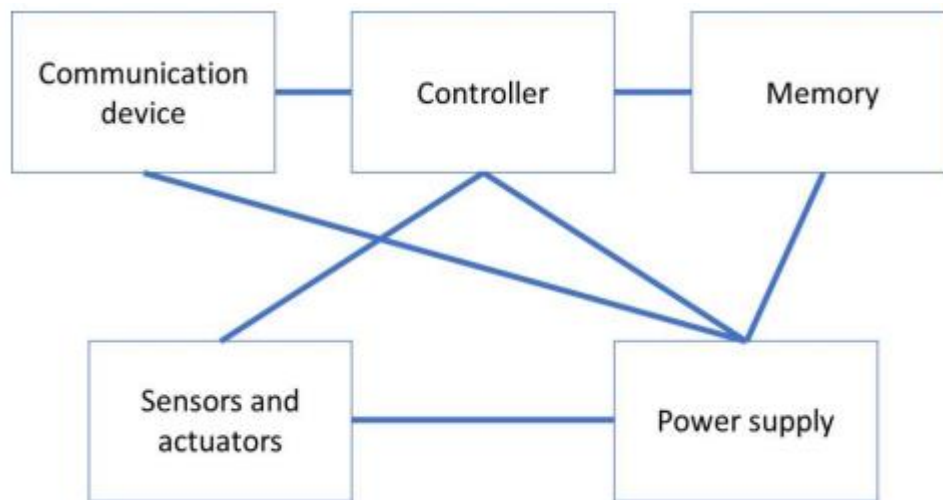 Communication
device
Controller
Memory
Sensors and
actuators
Power supply